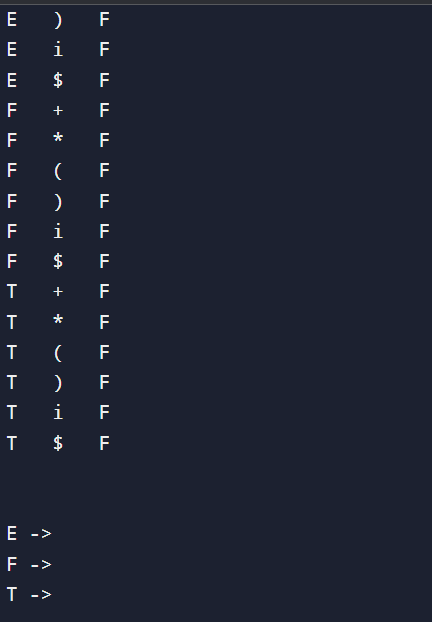 E ) F
E i F
E $ F
F + F
F * F
F ( F
F ) F
F i F
F $ F
T + F
T * F
T ( F
T ) F
T i F
T $ F
E ->
F ->
T ->